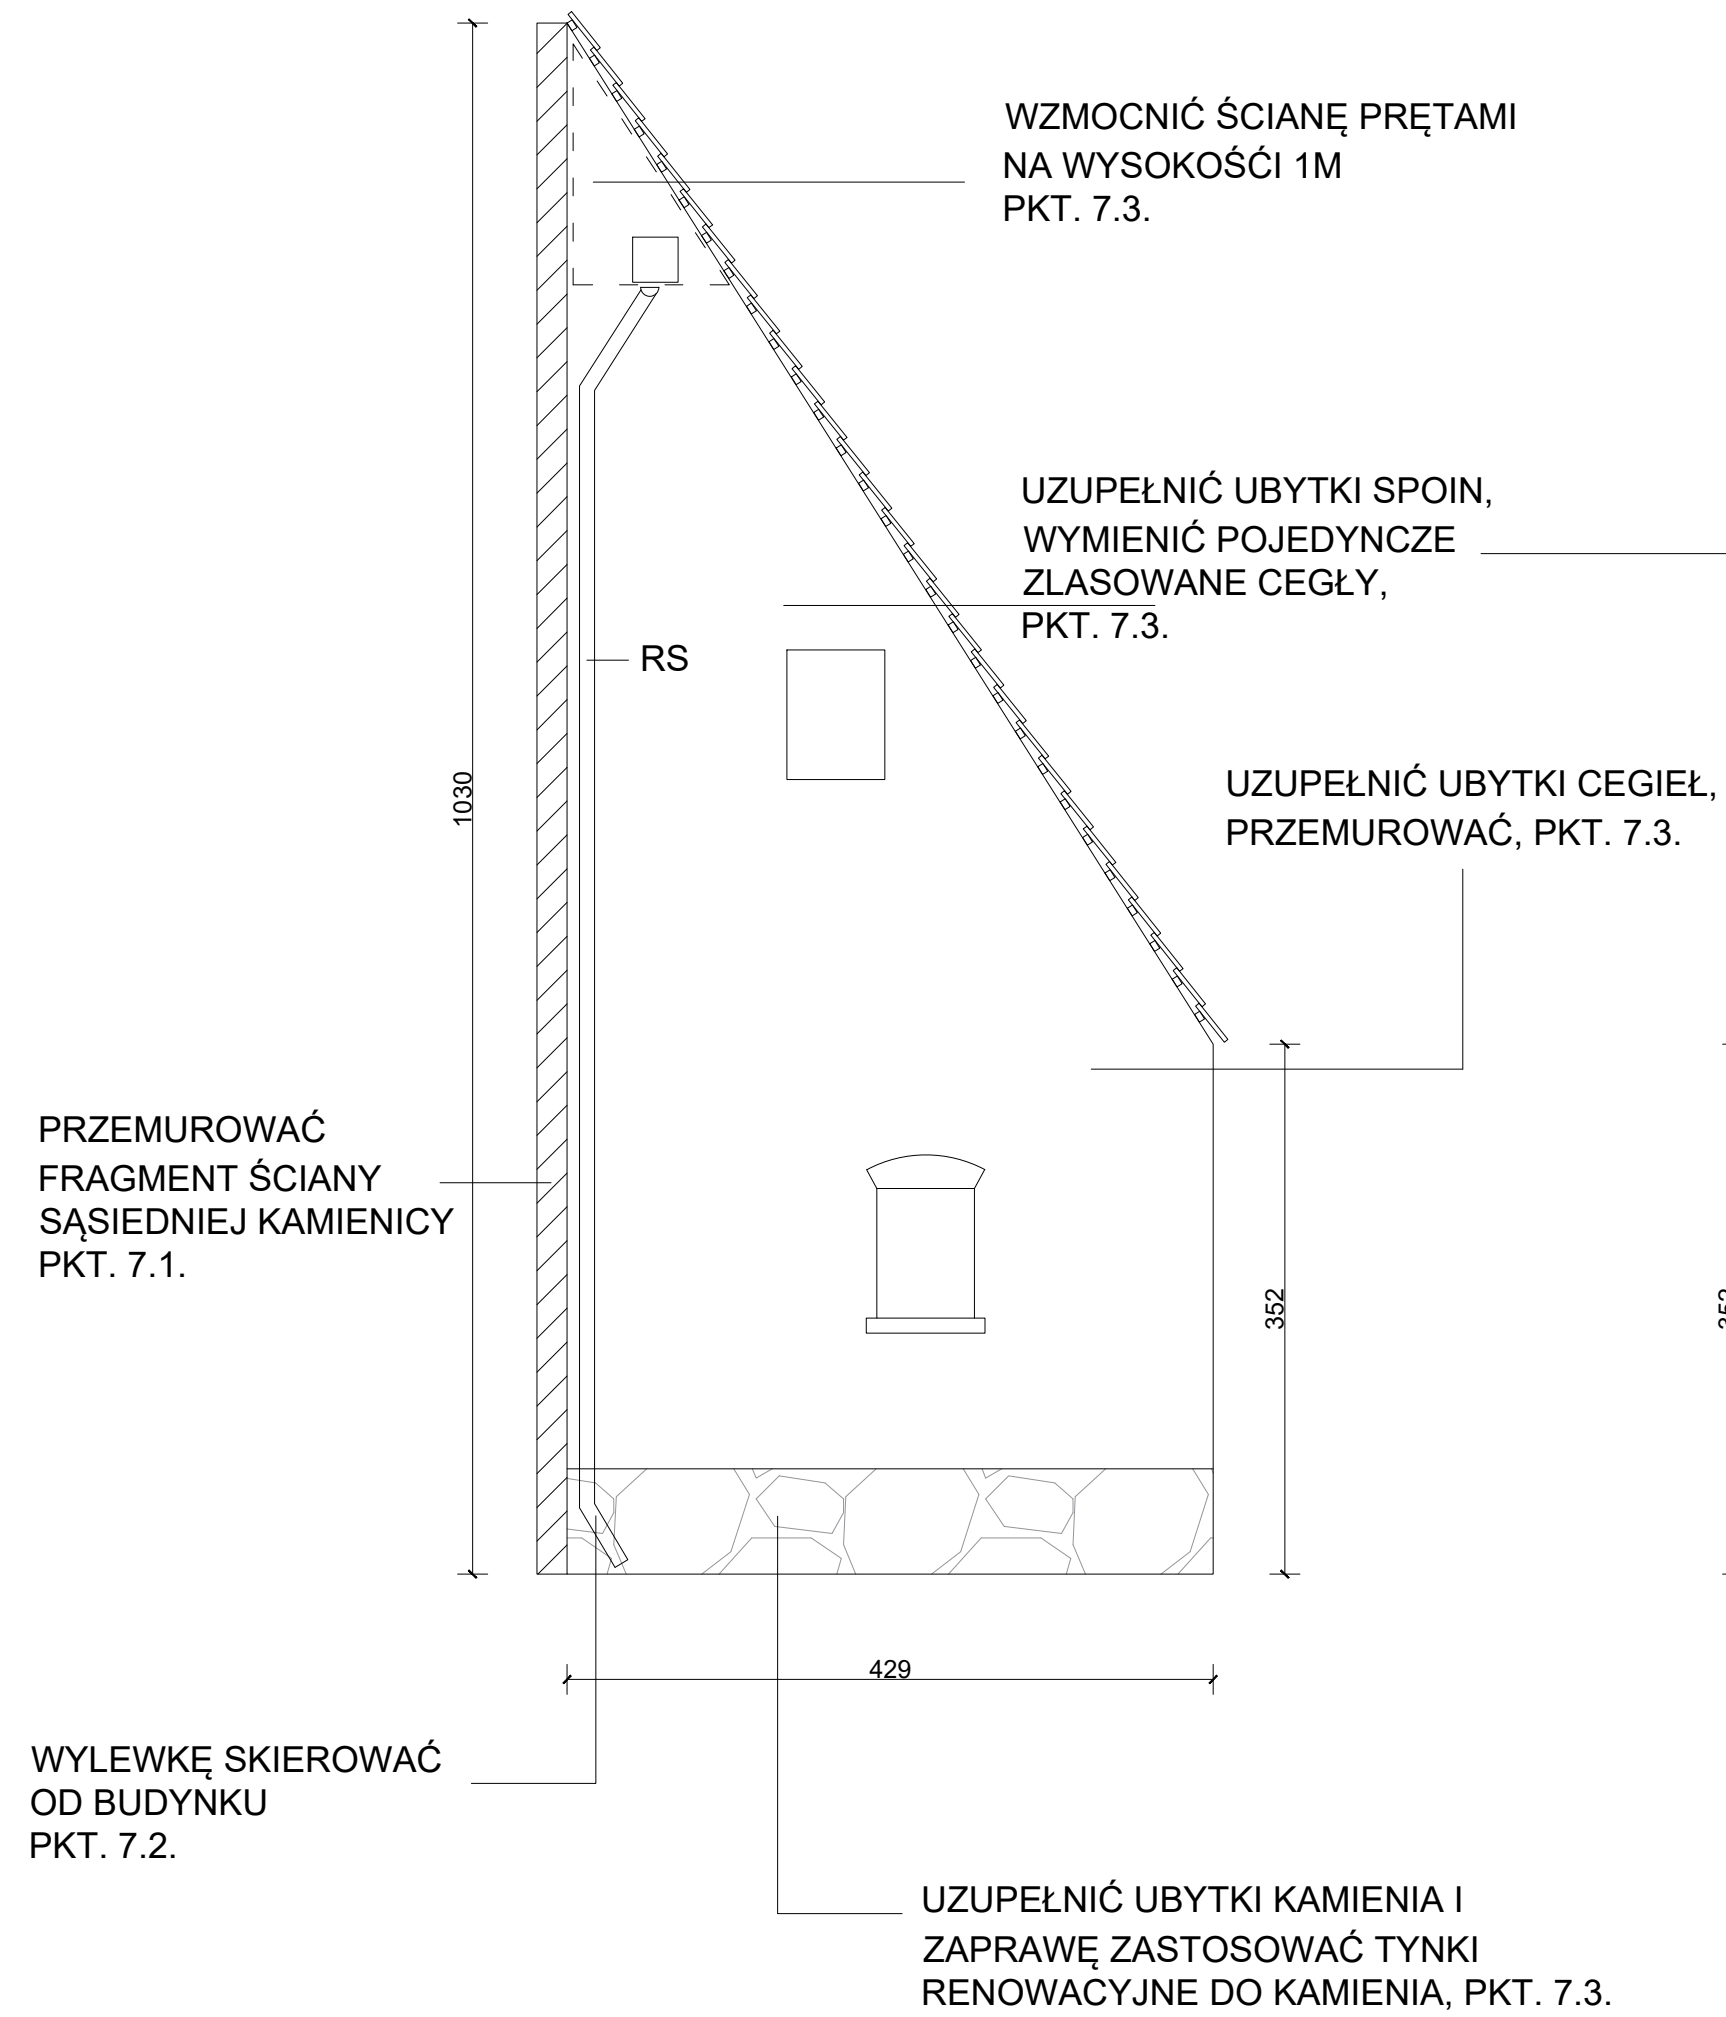 WZMOCNIĆ ŚCIANĘ PRĘTAMI
NA WYSOKOŚĆI 1M
PKT. 7.3.
UZUPEŁNIĆ UBYTKI SPOIN,
WYMIENIĆ POJEDYNCZE
ZLASOWANE CEGŁY,
PKT. 7.3.
RS
1030
UZUPEŁNIĆ UBYTKI CEGIEŁ,
PRZEMUROWAĆ, PKT. 7.3.
PRZEMUROWAĆ
FRAGMENT ŚCIANY
SĄSIEDNIEJ KAMIENICY
PKT. 7.1.
352
352
429
WYLEWKĘ SKIEROWAĆ
OD BUDYNKU
PKT. 7.2.
UZUPEŁNIĆ UBYTKI KAMIENIA I
ZAPRAWĘ ZASTOSOWAĆ TYNKI
RENOWACYJNE DO KAMIENIA, PKT. 7.3.